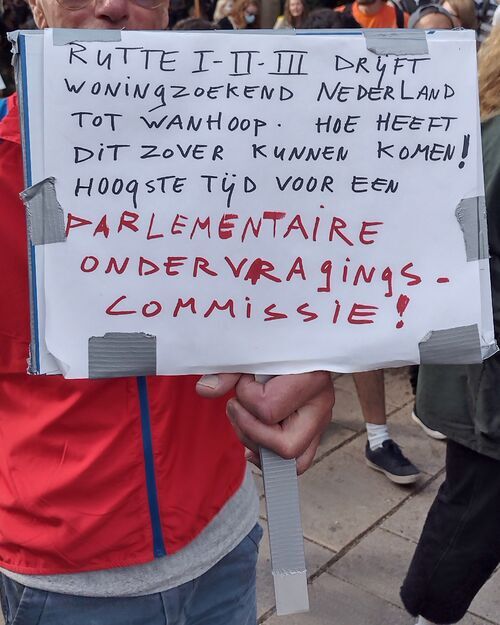 RUTTE I-II-III DRIJFT
WONINGZOEKEND NEDERLAND
TOT WANHOOP. HOE HEEFT
DIT ZOVER KUNNEN KOMEN!
HOOGSTE TIJD VOOR EEN
PARLEMENTAIRE
ONDERVRAGINGS-
COMMISSIE!